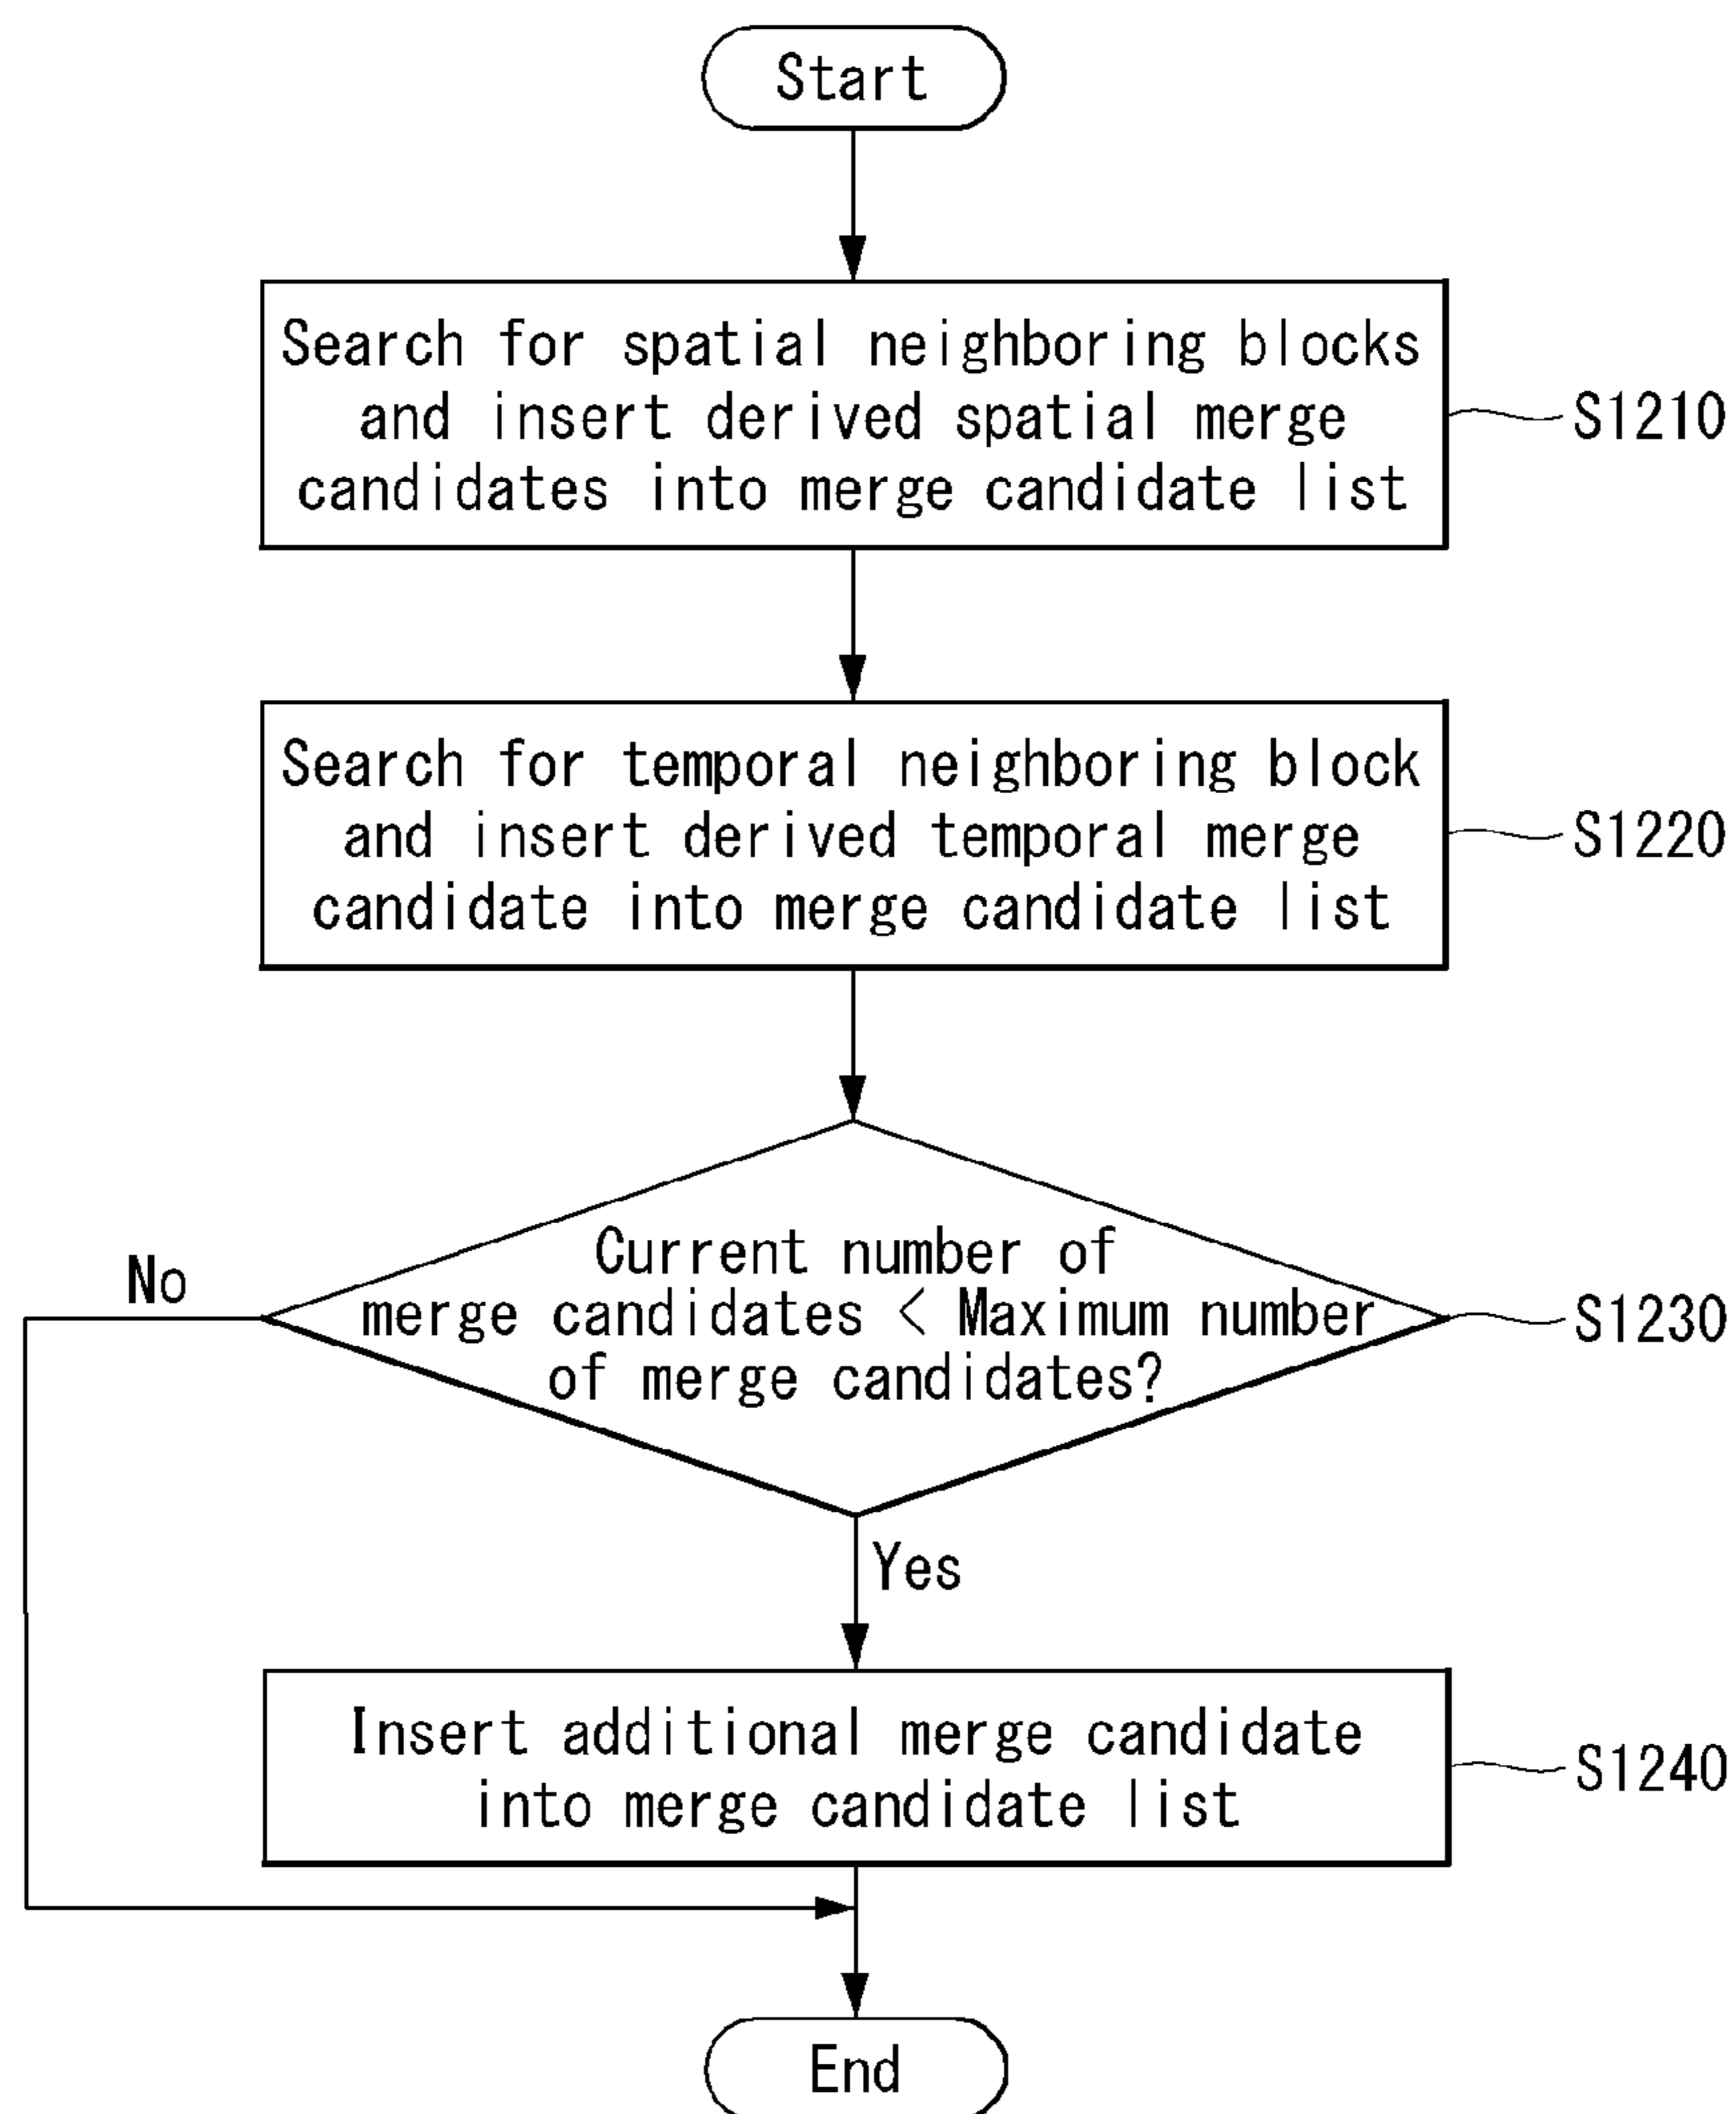 Start
Search for spatial neighboring blocks
and insert derived spatial merge
candidates into merge candidate list
S1210
Search for temporal neighboring block
and insert derived temporal merge
candidate into merge candidate list
S1220
Current number of
merge candidates < Maximum number
of merge candidates?
S1230
No
Yes
Insert additional merge candidate
into merge candidate list
S1240
End